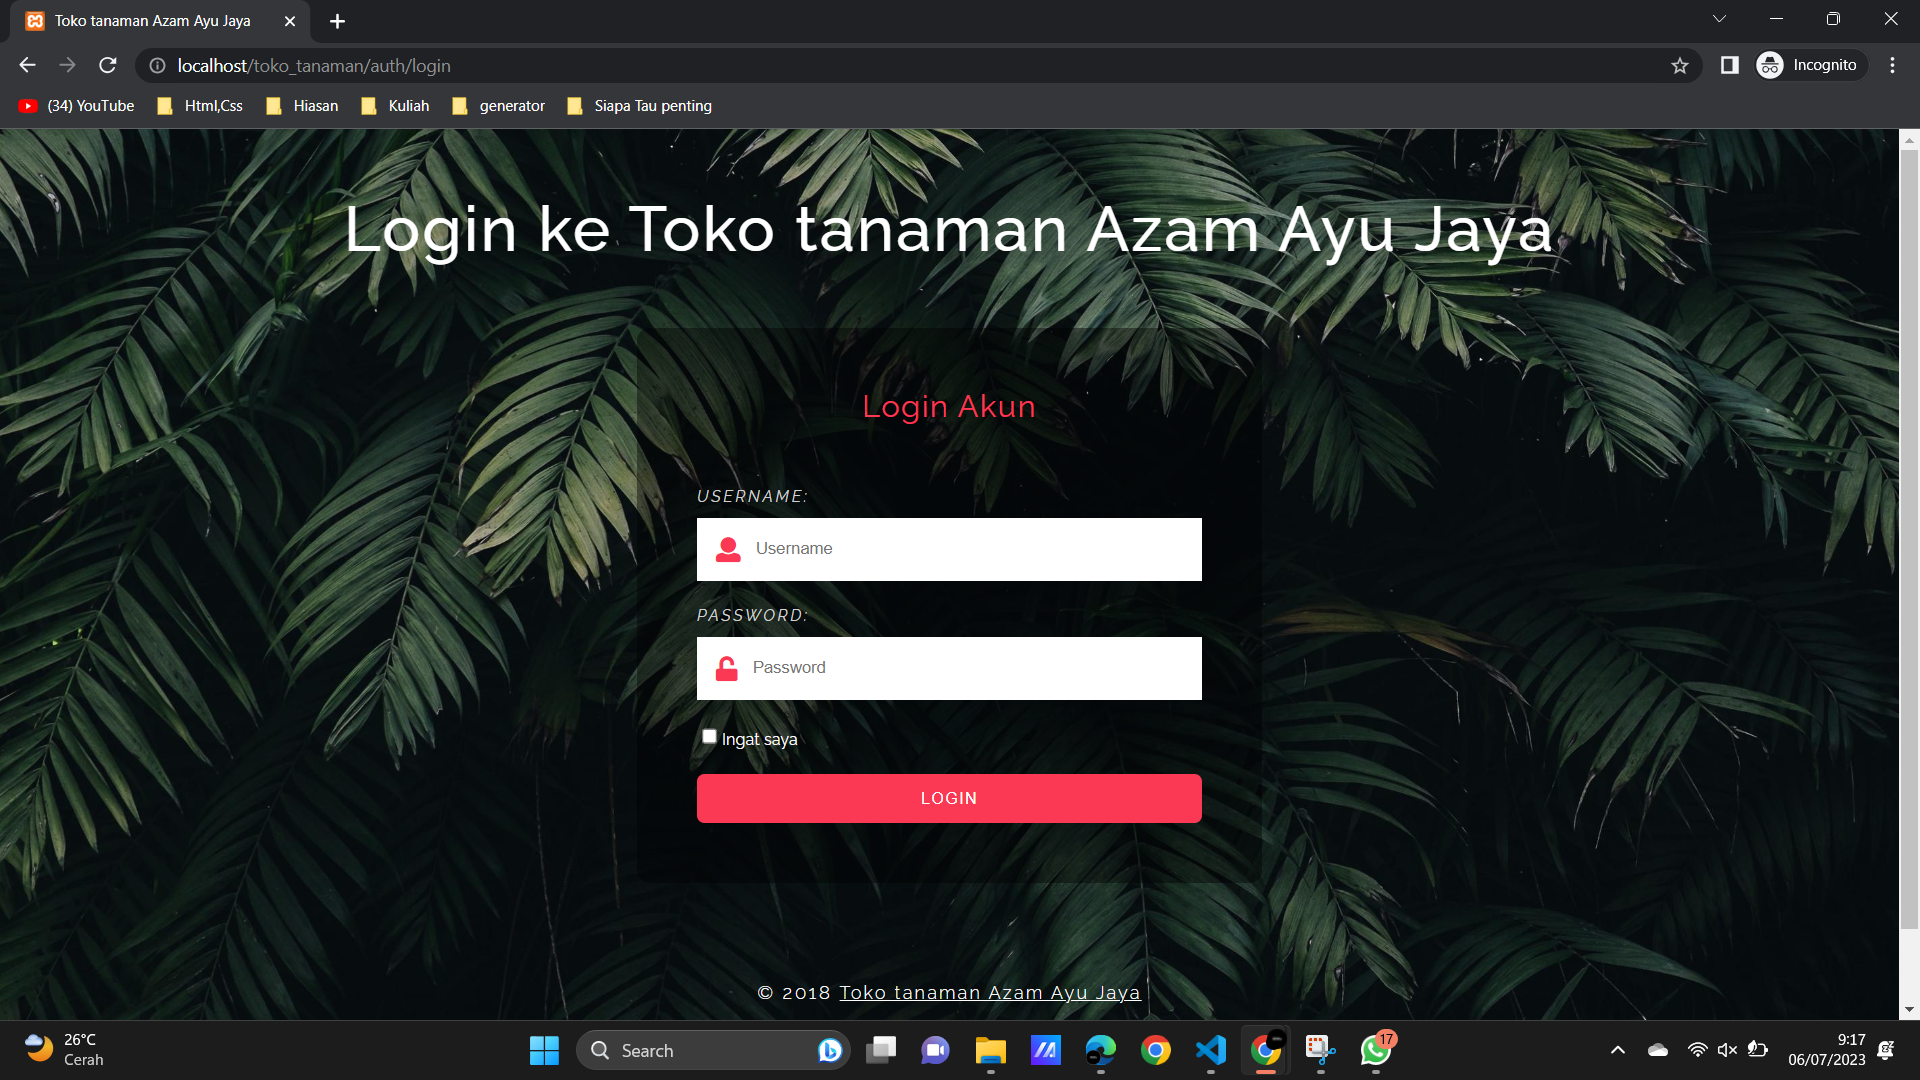 Toko tanaman Azam Ayu Jaya
localhost/toko_tanaman/auth/login
Incognito
(34) YouTube
Html,Css
Hiasan
Kuliah
generator
Siapa Tau penting
Login ke Toko tanaman Azam Ayu Jaya
Login Akun
USERNAME:
Username
PASSWORD:
Password
Ingat saya
LOGIN
© 2018 Toko tanaman Azam Ayu Jaya
26°C
Cerah
Search
17
9:17
06/07/2023